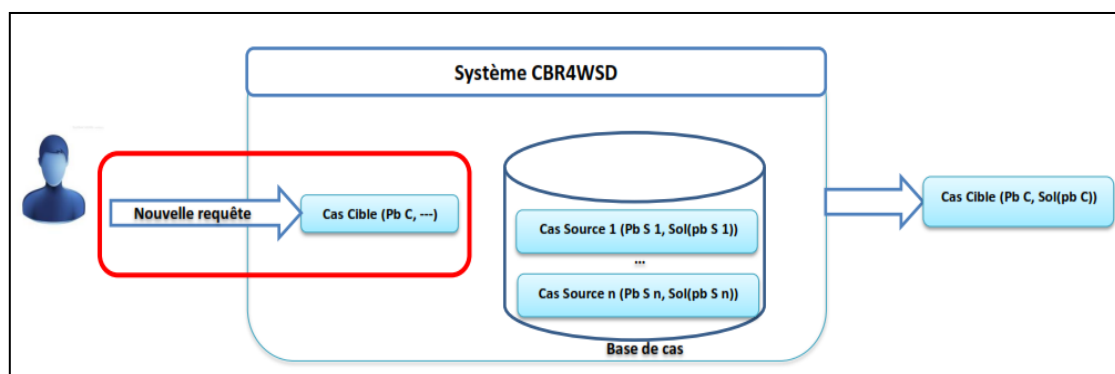 Système CBR4WSD
Nouvelle requête
Cas Cible (Pb C, ---)
Cas Source 1 (Pb S 1, Sol(pb S 1))
...
Cas Source n (Pb S n, Sol(pb S n))
Base de cas
Cas Cible (Pb C, Sol(pb C))